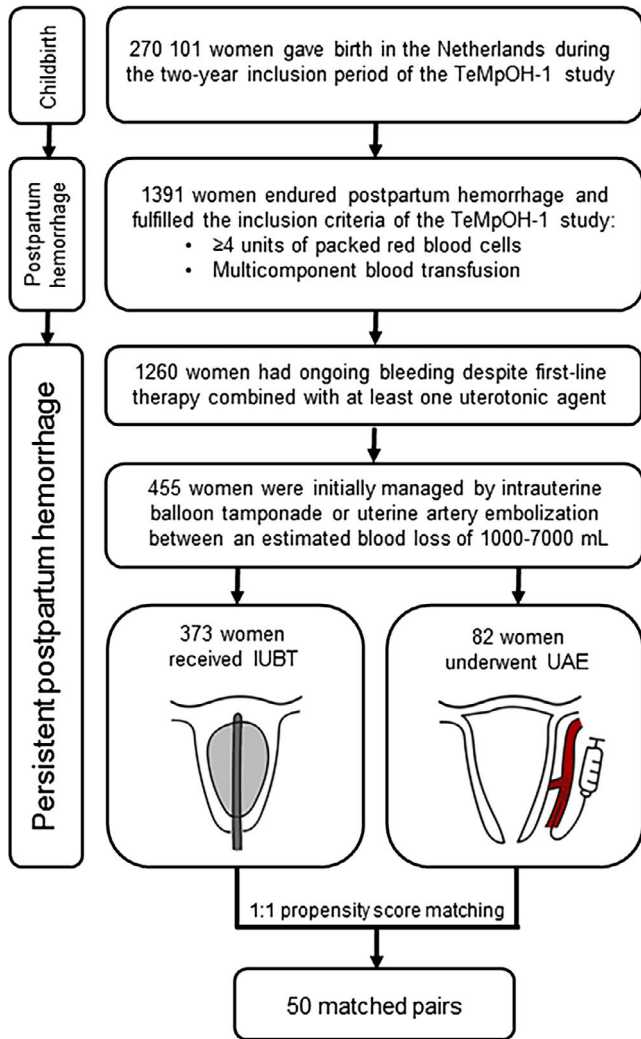 Childbirth
270 101 women gave birth in the Netherlands during
the two-year inclusion period of the TeMpOH-1 study
Postpartum
hemorrhage
1391 women endured postpartum hemorrhage and
fulfilled the inclusion criteria of the TeMpOH-1 study:
• ≥4 units of packed red blood cells
• Multicomponent blood transfusion
Persistent postpartum hemorrhage
1260 women had ongoing bleeding despite first-line
therapy combined with at least one uterotonic agent
455 women were initially managed by intrauterine
balloon tamponade or uterine artery embolization
between an estimated blood loss of 1000-7000 mL
373 women
received IUBT
82 women
underwent UAE
1:1 propensity score matching
50 matched pairs